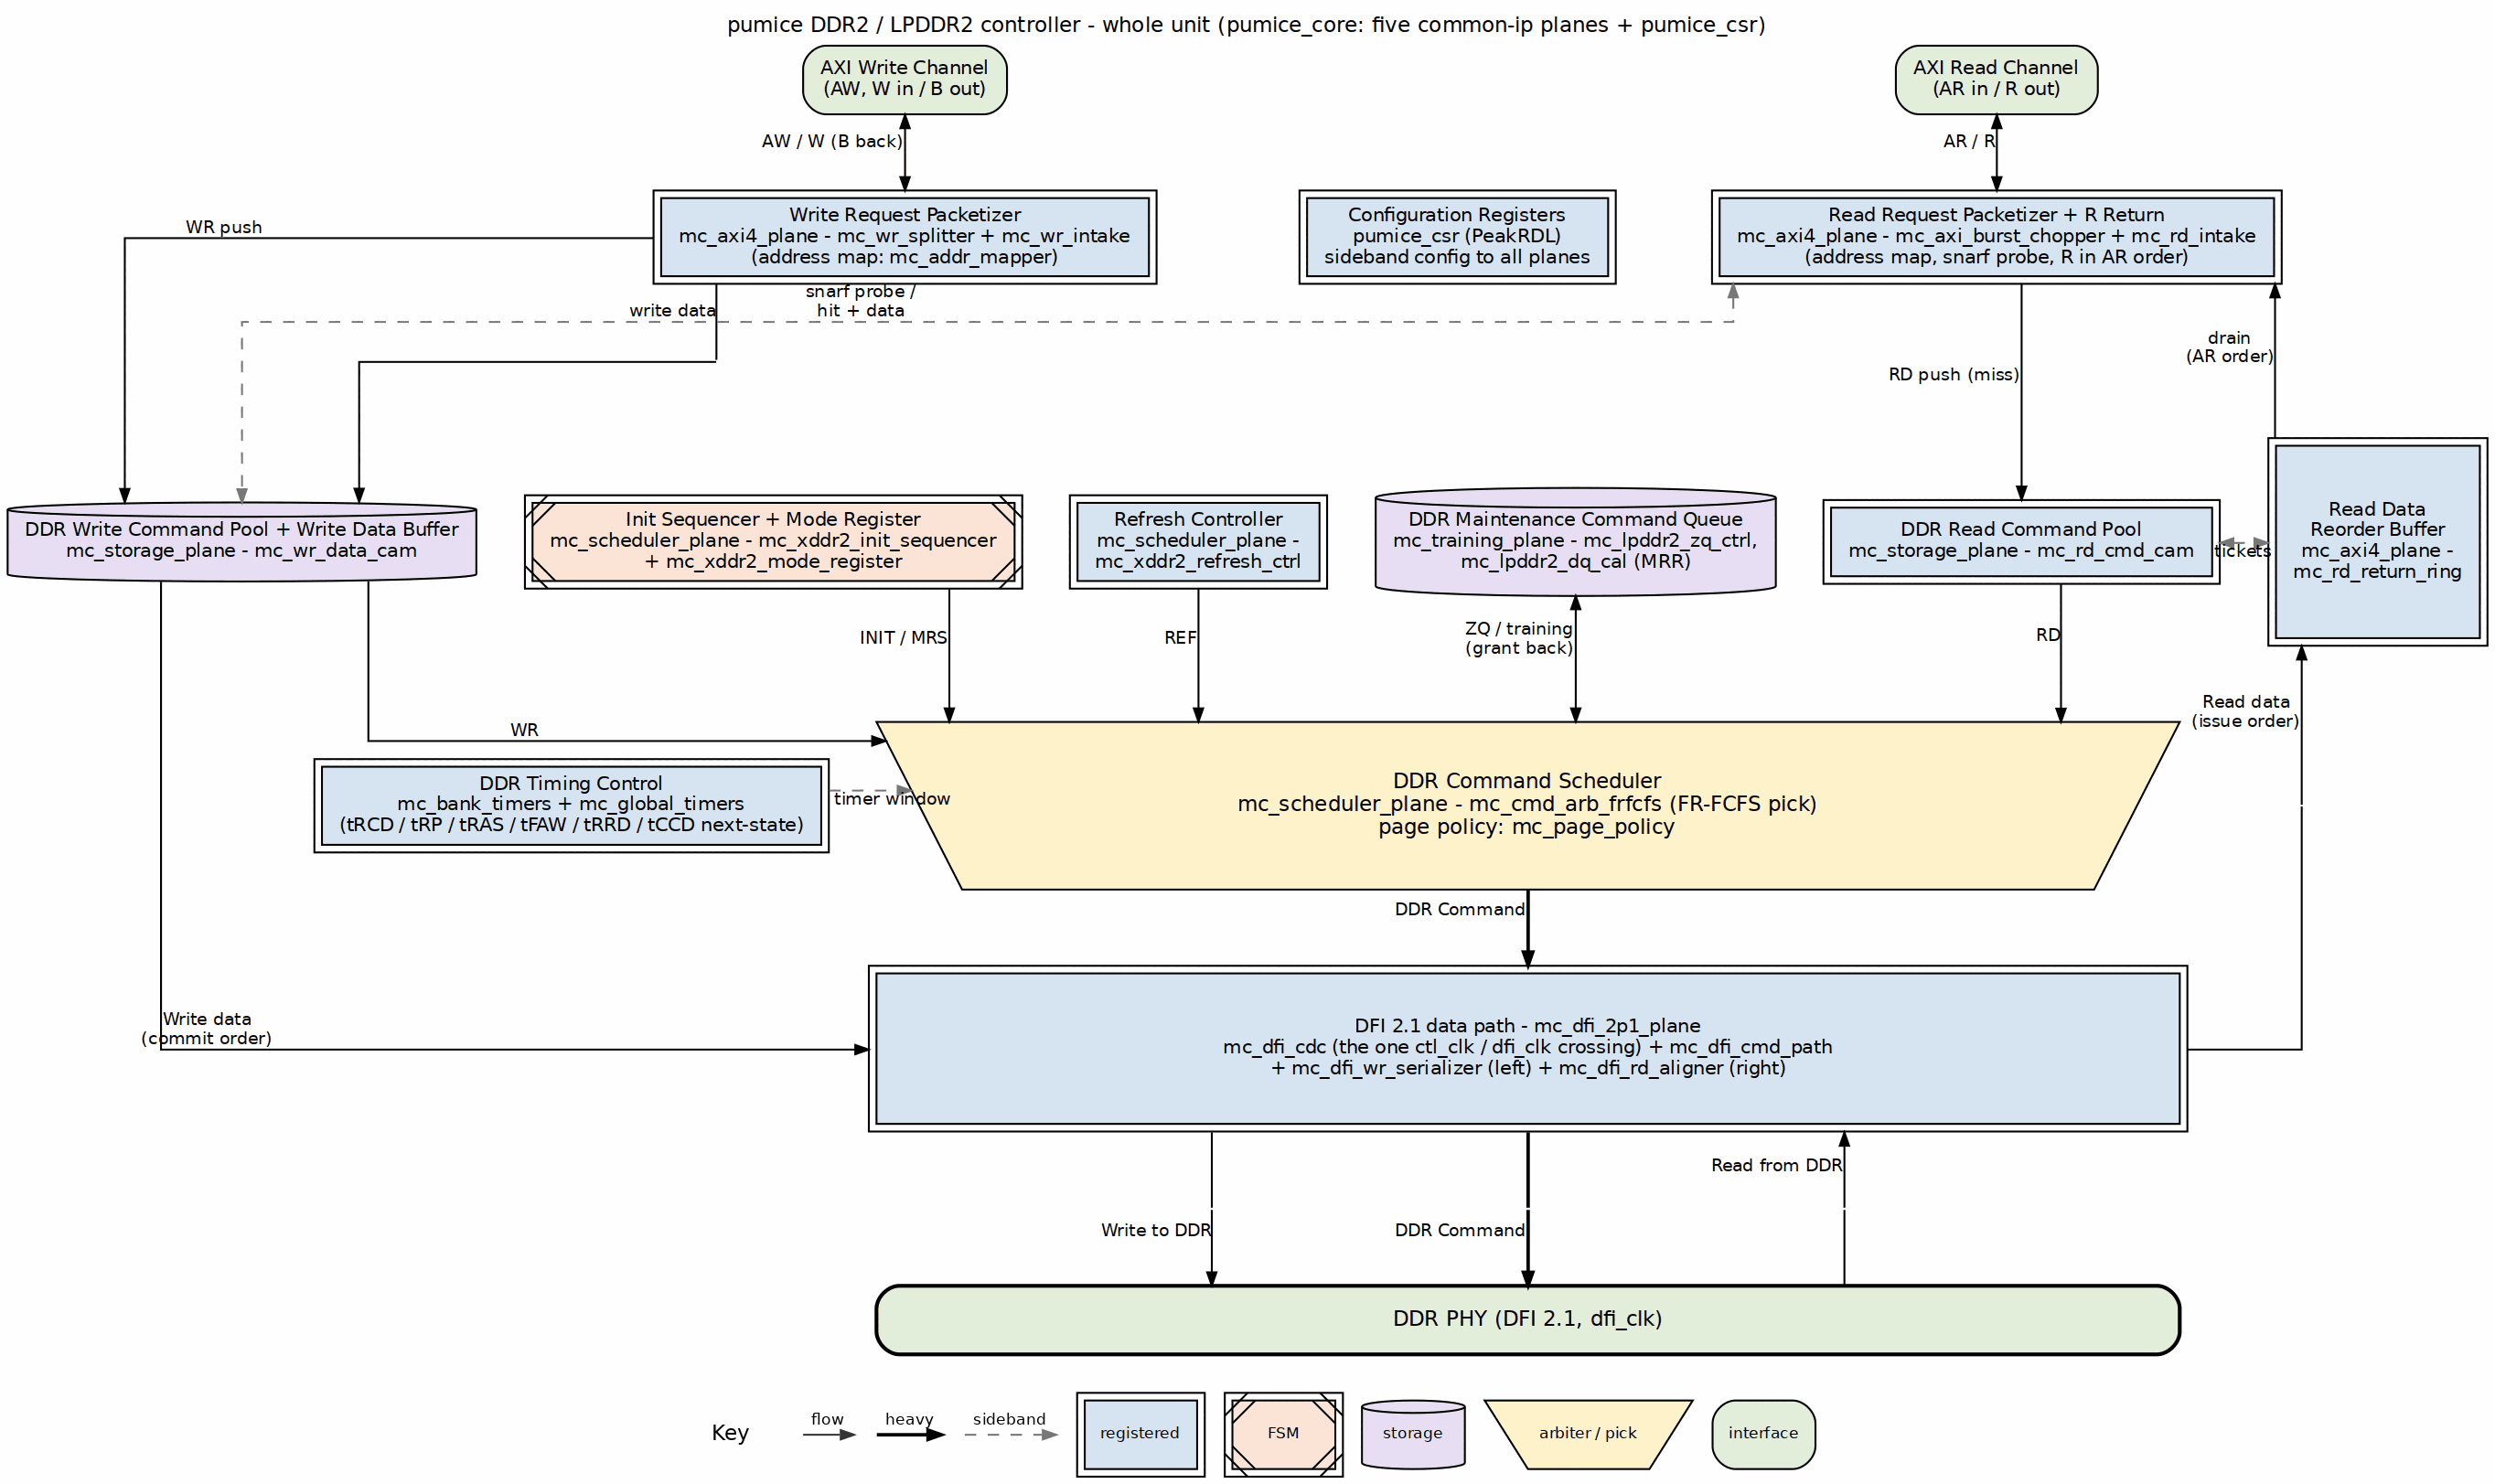 pumice DDR2 / LPDDR2 controller - whole unit (pumice_core: five common-ip planes + pumice_csr)
AXI Write Channel
(AW, W in / B out)
AXI Read Channel
(AR in / R out)
AW / W (B back)
AR / R
Write Request Packetizer
mc_axi4_plane - mc_wr_splitter + mc_wr_intake
(address map: mc_addr_mapper)
Configuration Registers
pumice_csr (PeakRDL)
sideband config to all planes
Read Request Packetizer + R Return
mc_axi4_plane - mc_axi_burst_chopper + mc_rd_intake
(address map, snarf probe, R in AR order)
WR push
write data
snarf probe /
hit + data
drain
(AR order)
RD push (miss)
DDR Write Command Pool + Write Data Buffer
mc_storage_plane - mc_wr_data_cam
Init Sequencer + Mode Register
mc_scheduler_plane - mc_xddr2_init_sequencer
+ mc_xddr2_mode_register
Refresh Controller
mc_scheduler_plane -
mc_xddr2_refresh_ctrl
DDR Maintenance Command Queue
mc_training_plane - mc_lpddr2_zq_ctrl,
mc_lpddr2_dq_cal (MRR)
DDR Read Command Pool
mc_storage_plane - mc_rd_cmd_cam
tickets
Read Data
Reorder Buffer
mc_axi4_plane -
mc_rd_return_ring
INIT / MRS
REF
ZQ / training
(grant back)
RD
Read data
(issue order)
WR
DDR Timing Control
mc_bank_timers + mc_global_timers
(tRCD / tRP / tRAS / tFAW / tRRD / tCCD next-state)
timer window
DDR Command Scheduler
mc_scheduler_plane - mc_cmd_arb_frfcfs (FR-FCFS pick)
page policy: mc_page_policy
DDR Command
Write data
(commit order)
DFI 2.1 data path - mc_dfi_2p1_plane
mc_dfi_cdc (the one ctl_clk / dfi_clk crossing) + mc_dfi_cmd_path
+ mc_dfi_wr_serializer (left) + mc_dfi_rd_aligner (right)
Read from DDR
Write to DDR
DDR Command
DDR PHY (DFI 2.1, dfi_clk)
Key
flow
heavy
sideband
registered
FSM
storage
arbiter / pick
interface